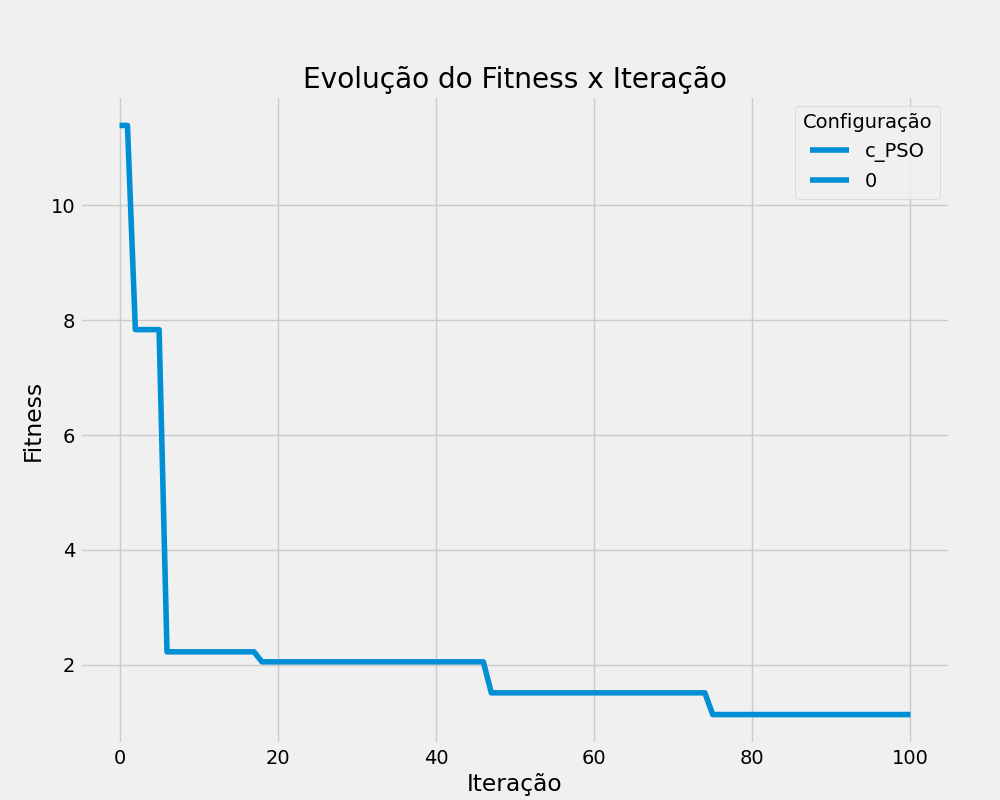 Evolução do Fitness x Iteração
Configuração
c_PSO
0
Fitness
10
8
6
4
2
0 20 40 60 80 100
Iteração